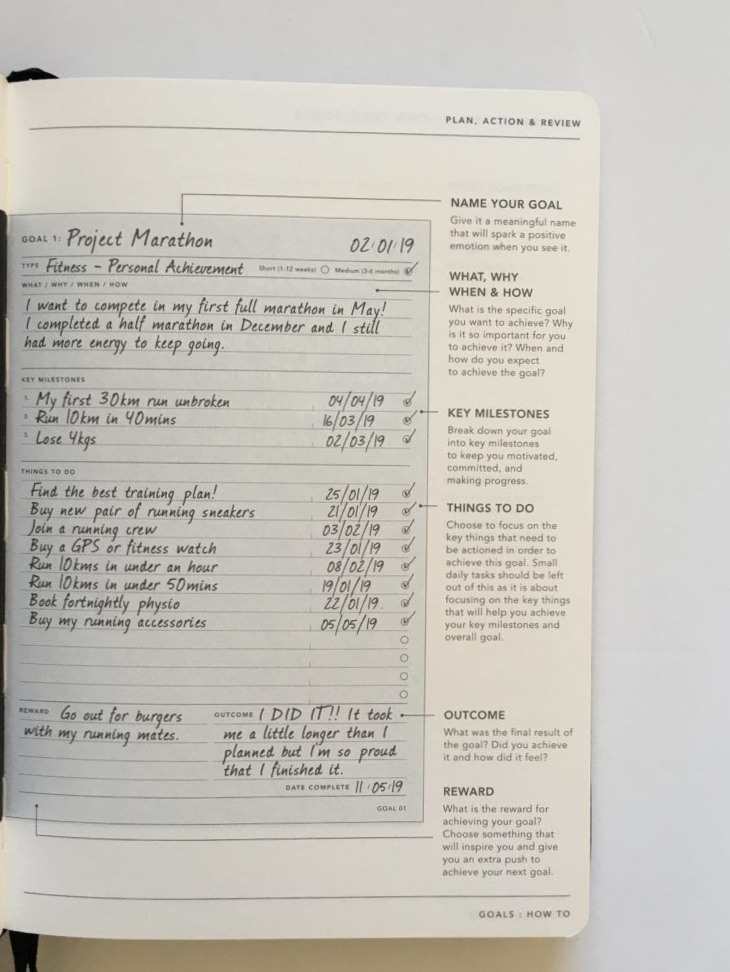 PLAN, ACTION & REVIEW
GOAL 1: Project Marathon 02/01/19
TYPE Fitness - Personal Achievement Short (1-12 weeks) Medium (3-6 months)
WHAT / WHY / WHEN / HOW
I want to compete in my first full marathon in May!
I completed a half marathon in December and I still
had more energy to keep going.
KEY MILESTONES
1. My first 30km run unbroken 04/04/19
2. Run 10km in 40mins 16/03/19
3. Lose 4kgs 02/03/19
THINGS TO DO
Find the best training plan! 25/01/19
Buy new pair of running sneakers 21/01/19
Join a running crew 03/02/19
Buy a GPS or fitness watch 23/01/19
Run 10kms in under an hour 08/02/19
Run 10kms in under 50mins 19/01/19
Book fortnightly physio 22/01/19
Buy my running accessories 05/05/19
REWARD Go out for burgers
with my running mates.
OUTCOME I DID IT!! It took
me a little longer than I
planned but I'm so proud
that I finished it.
DATE COMPLETE 11/05/19
GOAL 01
NAME YOUR GOAL
Give it a meaningful name
that will spark a positive
emotion when you see it.
WHAT, WHY
WHEN & HOW
What is the specific goal
you want to achieve? Why
is it so important for you
to achieve it? When and
how do you expect
to achieve the goal?
KEY MILESTONES
Break down your goal
into key milestones
to keep you motivated,
committed, and
making progress.
THINGS TO DO
Choose to focus on the
key things that need to
be actioned in order to
achieve this goal. Small
daily tasks should be left
out of this as it is about
focusing on the key things
that will help you achieve
your key milestones and
overall goal.
OUTCOME
What was the final result of
the goal? Did you achieve
it and how did it feel?
REWARD
What is the reward for
achieving your goal?
Choose something that
will inspire you and give
you an extra push to
achieve your next goal.
GOALS : HOW TO